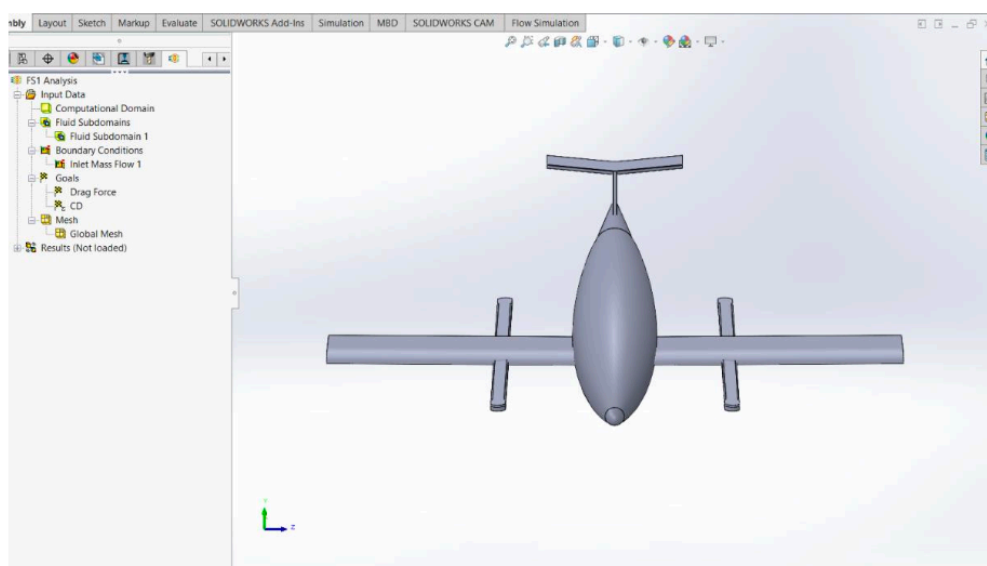 mbly Layout Sketch Markup Evaluate SOLIDWORKS Add-Ins Simulation MBD SOLIDWORKS CAM Flow Simulation
FS1 Analysis
Input Data
Computational Domain
Fluid Subdomains
Fluid Subdomain 1
Boundary Conditions
Inlet Mass Flow 1
Goals
Drag Force
CD
Mesh
Global Mesh
Results (Not loaded)
z